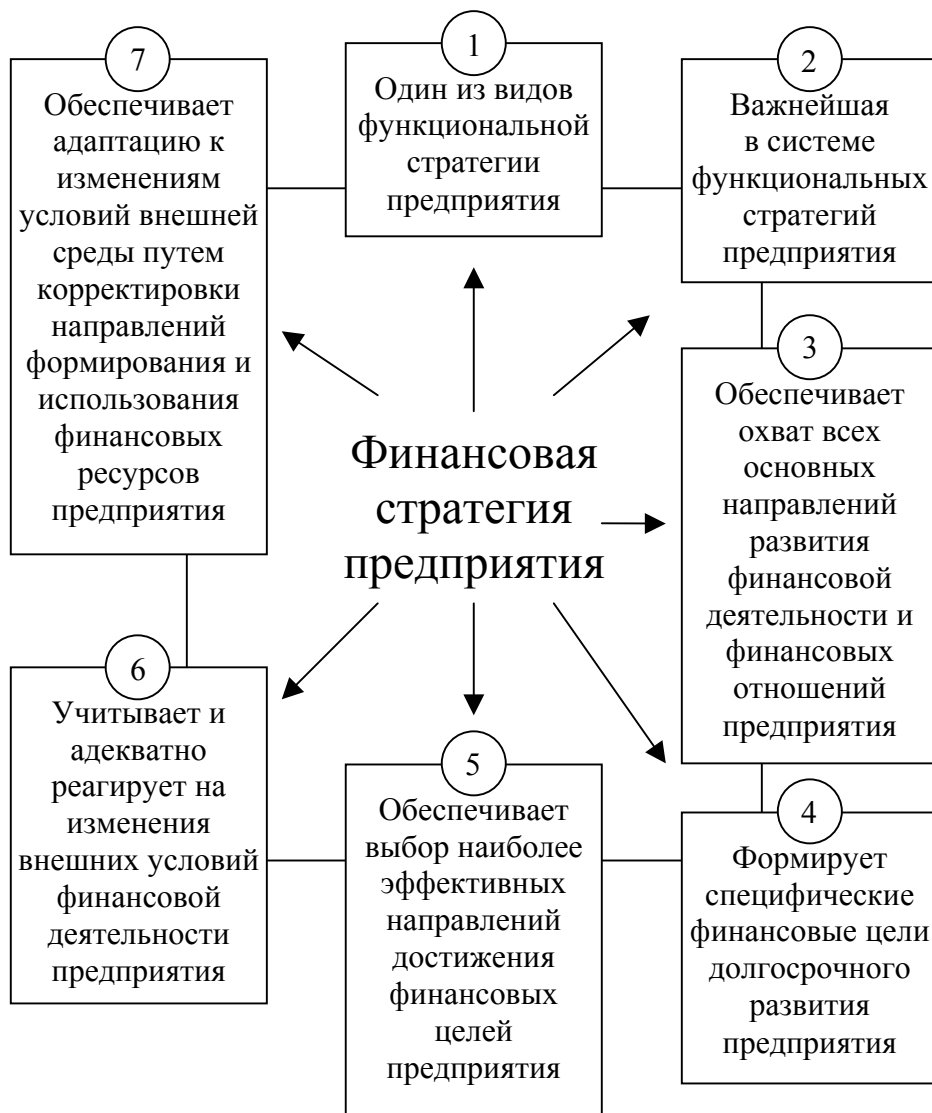 1
Один из видов
функциональной
стратегии
предприятия
2
Важнейшая
в системе
функциональных
стратегий
предприятия
3
Обеспечивает
охват всех
основных
направлений
развития
финансовой
деятельности и
финансовых
отношений
предприятия
4
Формирует
специфические
финансовые цели
долгосрочного
развития
предприятия
5
Обеспечивает
выбор наиболее
эффективных
направлений
достижения
финансовых
целей
предприятия
6
Учитывает и
адекватно
реагирует на
изменения
внешних условий
финансовой
деятельности
предприятия
7
Обеспечивает
адаптацию к
изменениям
условий внешней
среды путем
корректировки
направлений
формирования и
использования
финансовых
ресурсов
предприятия
Финансовая
стратегия
предприятия